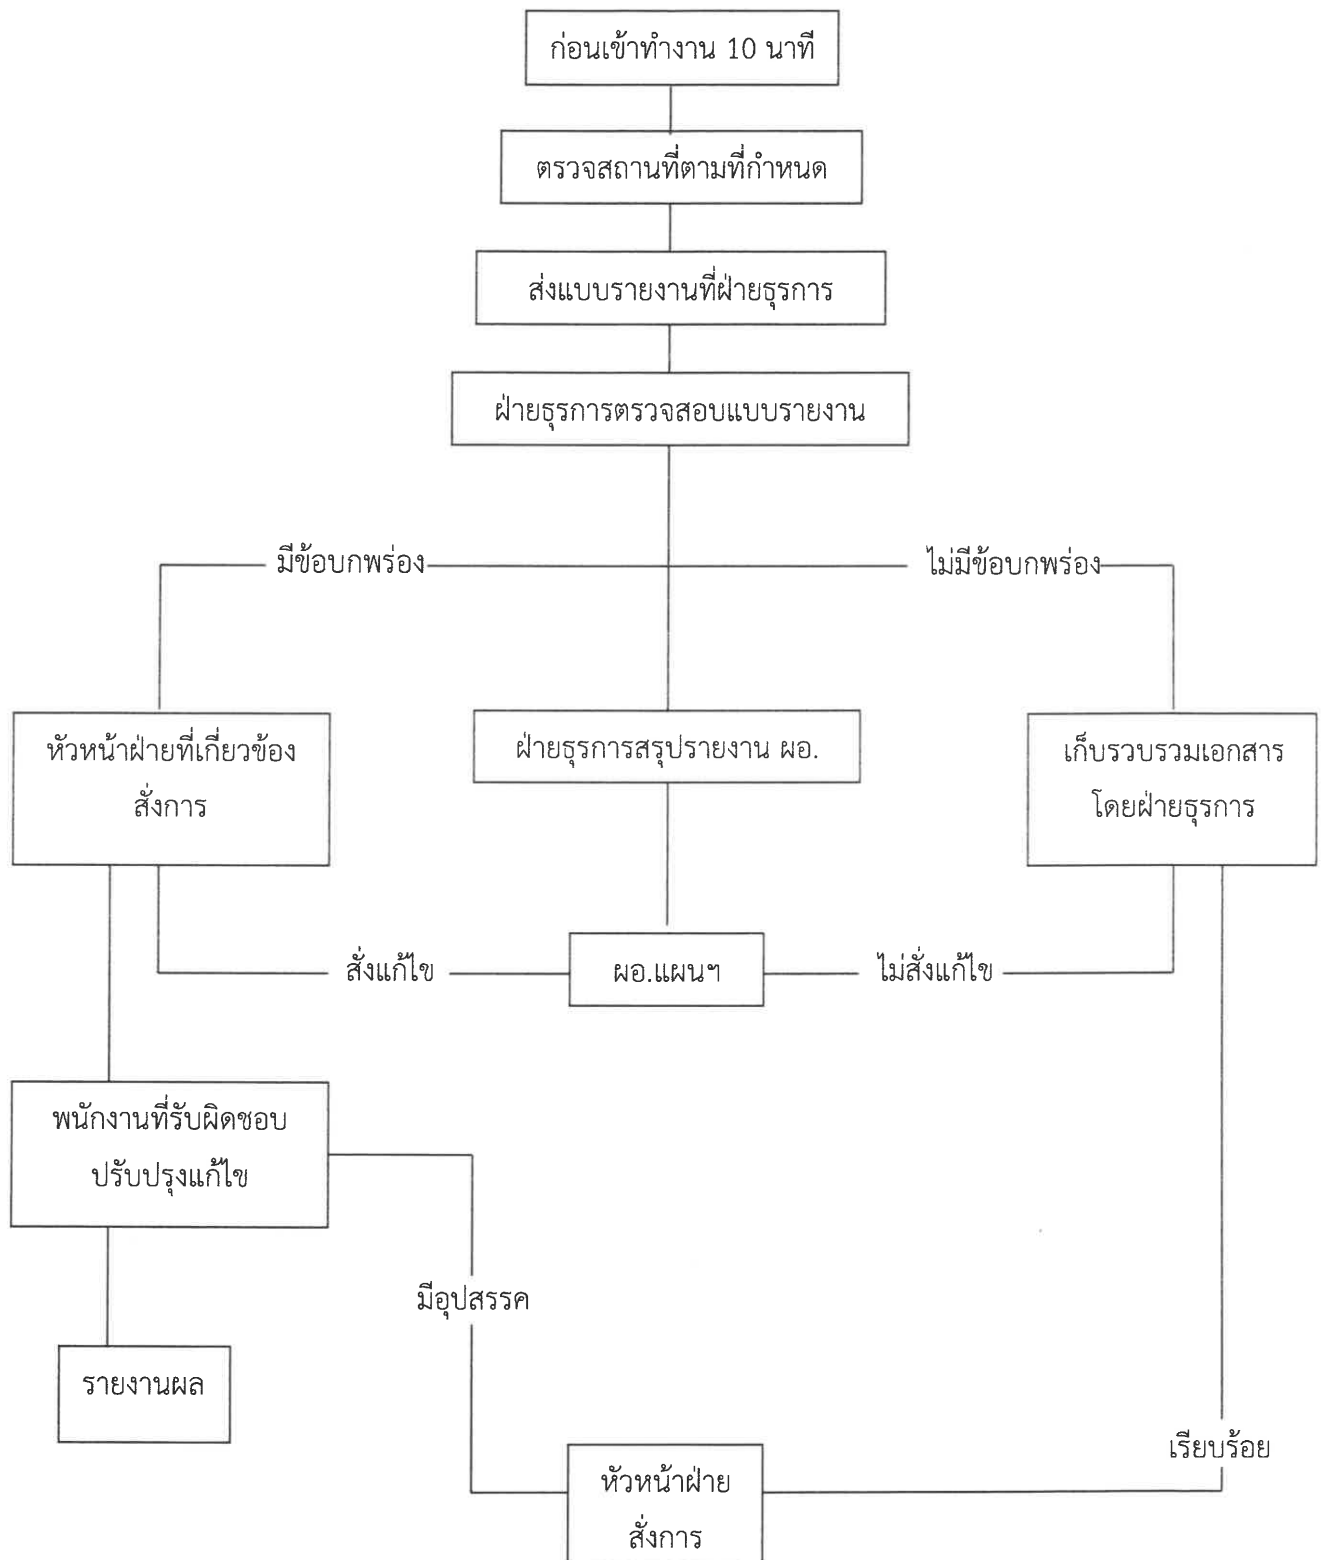 ก่อนเข้าทำงาน 10 นาที
ตรวจสถานที่ตามที่กำหนด
ส่งแบบรายงานที่ฝ่ายธุรการ
ฝ่ายธุรการตรวจสอบแบบรายงาน
มีข้อบกพร่อง
ไม่มีข้อบกพร่อง
หัวหน้าฝ่ายที่เกี่ยวข้อง
สั่งการ
ฝ่ายธุรการสรุปรายงาน ผอ.
เก็บรวบรวมเอกสาร
โดยฝ่ายธุรการ
สั่งแก้ไข
ผอ.แผนฯ
ไม่สั่งแก้ไข
พนักงานที่รับผิดชอบ
ปรับปรุงแก้ไข
มีอุปสรรค
รายงานผล
เรียบร้อย
หัวหน้าฝ่าย
สั่งการ